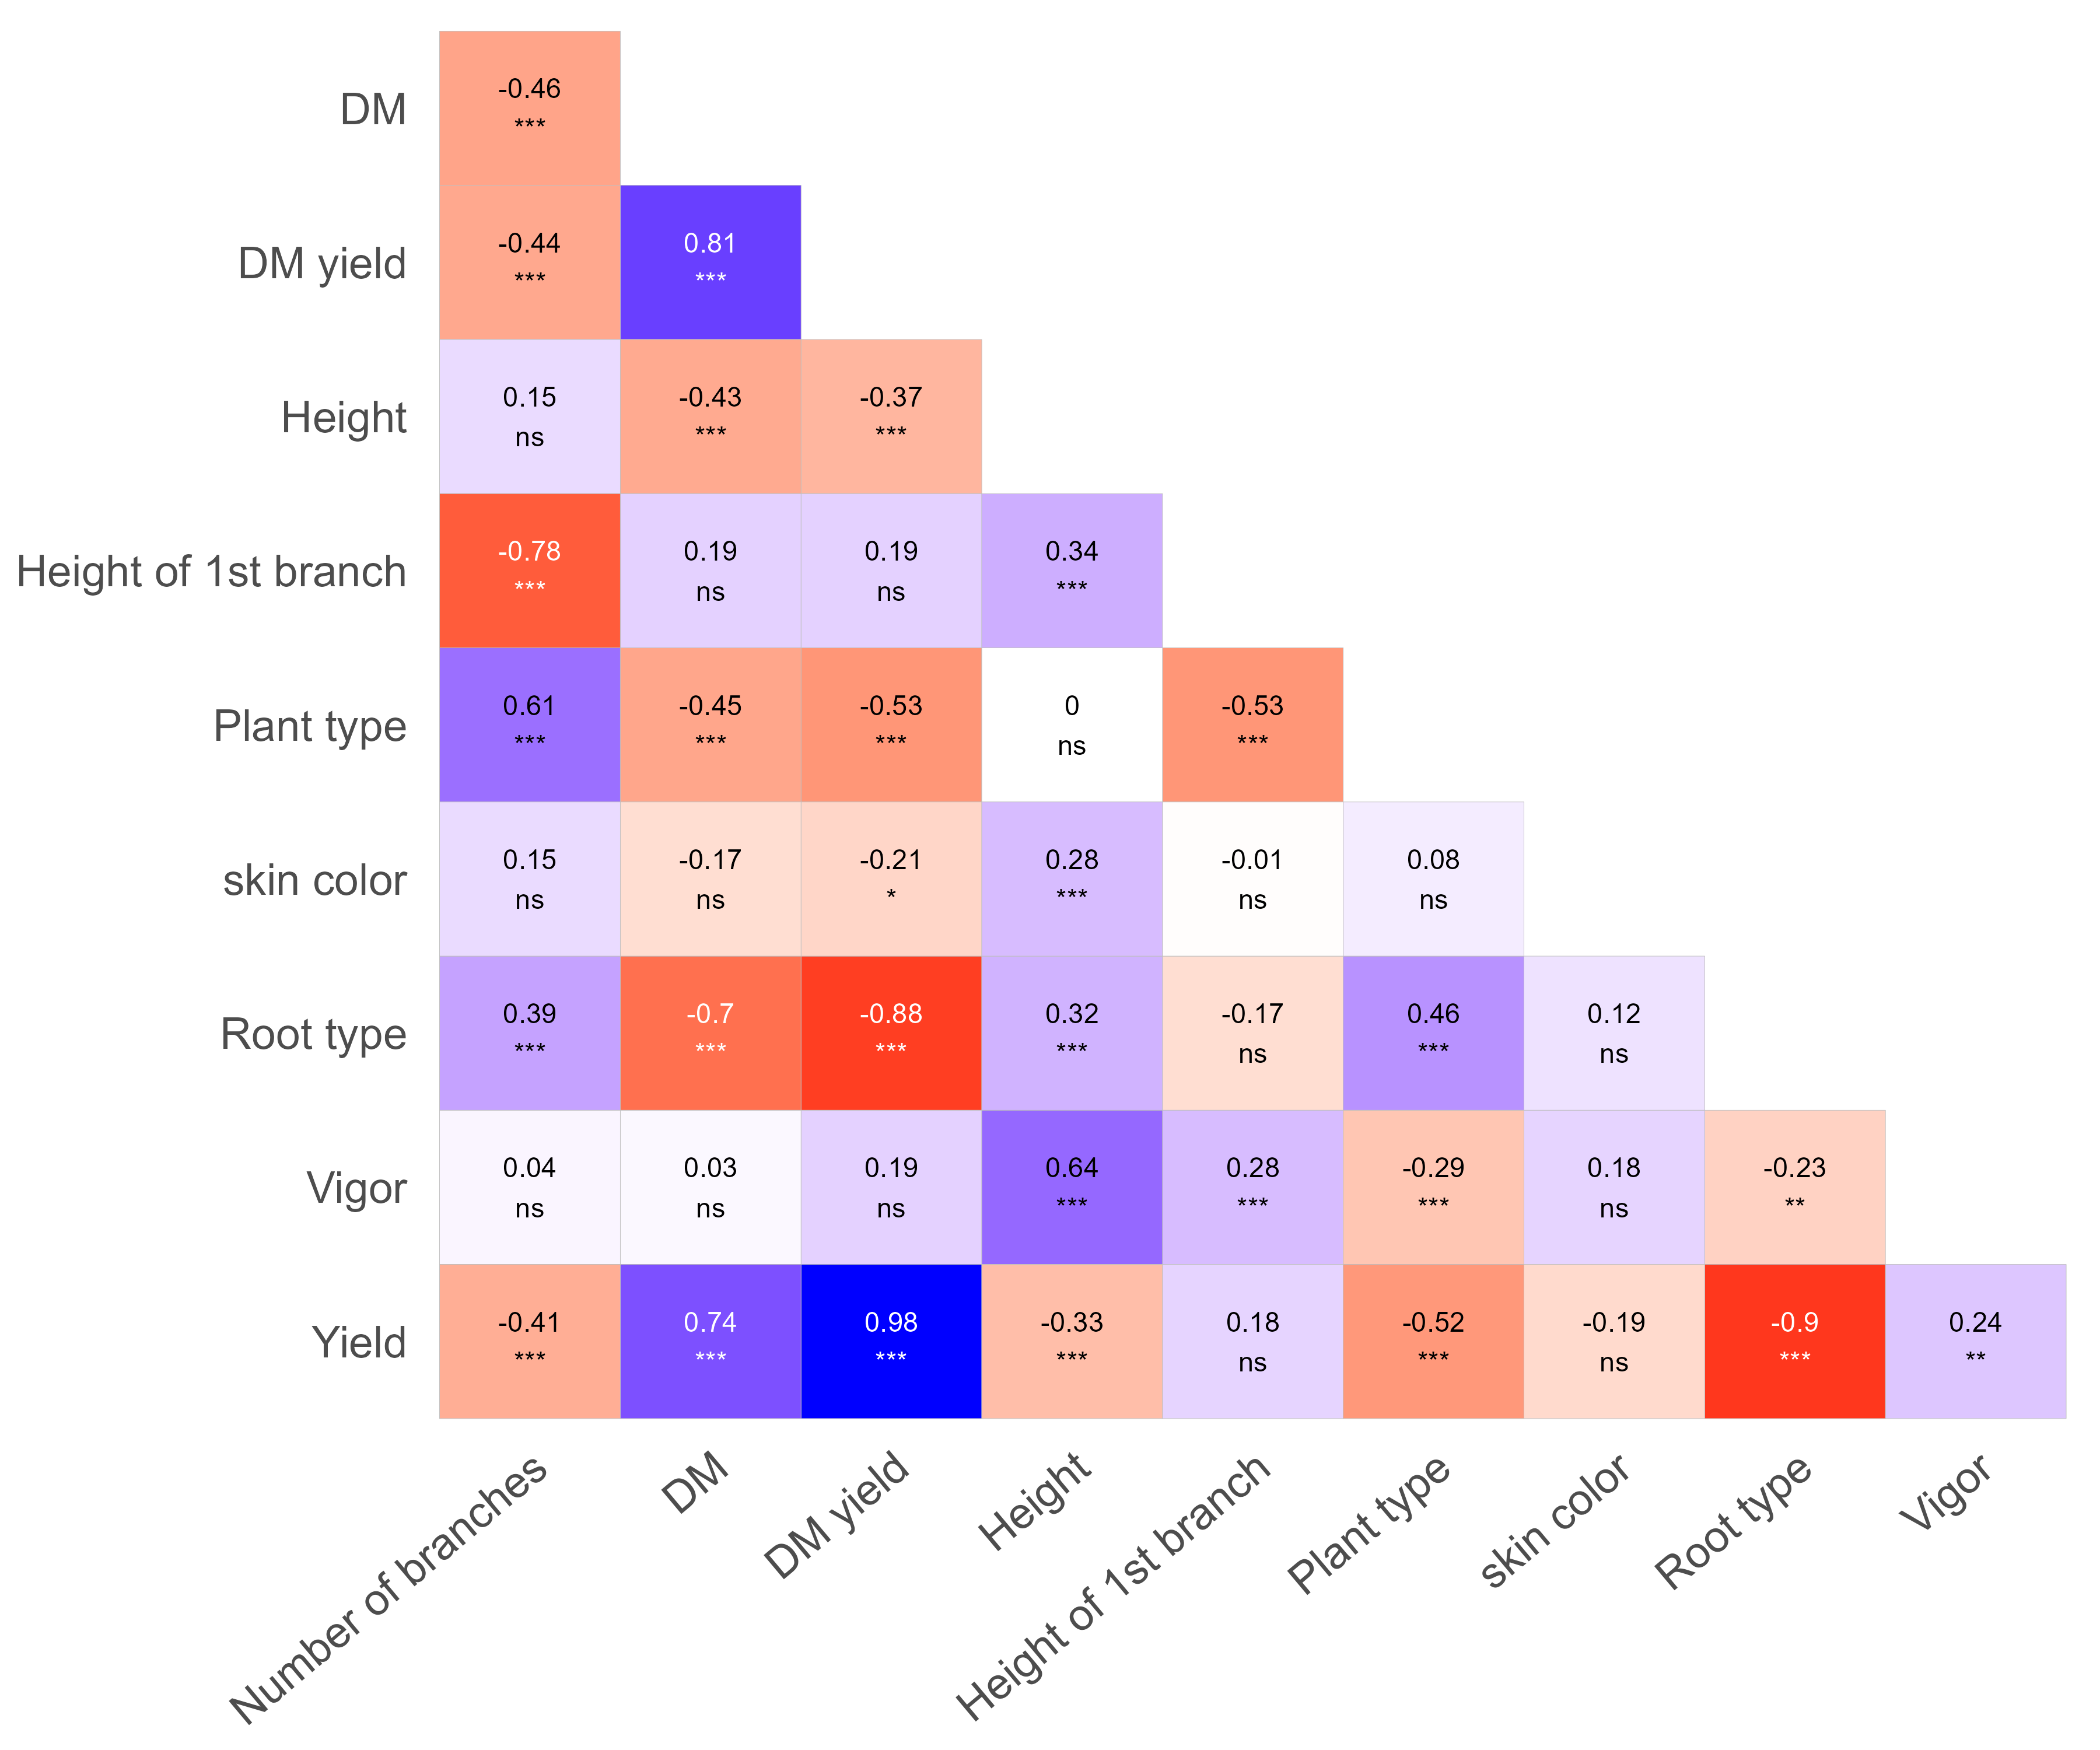 DM
-0.46
***
DM yield
-0.44 0.81
*** ***
Height
0.15 -0.43 -0.37
ns *** ***
Height of 1st branch
-0.78 0.19 0.19 0.34
*** ns ns ***
Plant type
0.61 -0.45 -0.53 0 -0.53
*** *** *** ns ***
skin color
0.15 -0.17 -0.21 0.28 -0.01 0.08
ns ns * *** ns ns
Root type
0.39 -0.7 -0.88 0.32 -0.17 0.46 0.12
*** *** *** *** ns *** ns
Vigor
0.04 0.03 0.19 0.64 0.28 -0.29 0.18 -0.23
ns ns ns *** *** *** ns **
Yield
-0.41 0.74 0.98 -0.33 0.18 -0.52 -0.19 -0.9 0.24
*** *** *** *** ns *** ns *** **
Number of branches
DM
DM yield
Height
Height of 1st branch
Plant type
skin color
Root type
Vigor